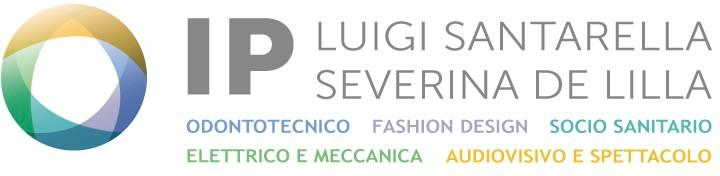 IP LUIGI SANTARELLA
SEVERINA DE LILLA
ODONTOTECNICO FASHION DESIGN SOCIO SANITARIO
ELETTRICO E MECCANICA AUDIOVISIVO E SPETTACOLO